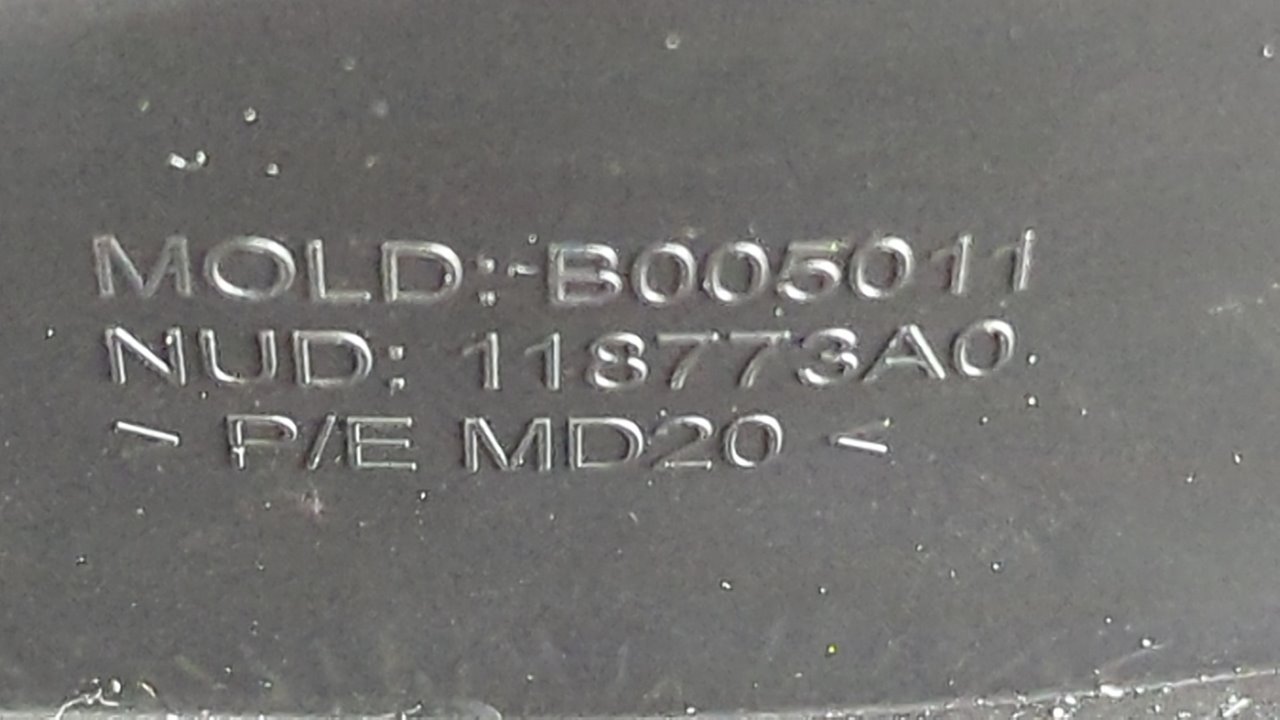 MOLD: B005011
NUD: 118773A0
> P/E MD20 <